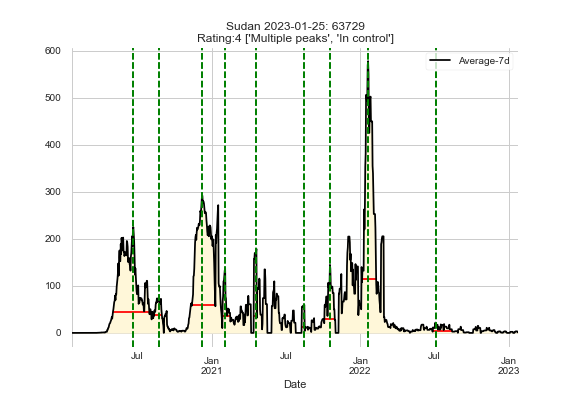 Sudan 2023-01-25: 63729
Rating:4 ['Multiple peaks', 'In control']
Average-7d
600
500
400
300
200
100
0
Jul
Jan
2021
Jul
Jan
2022
Jul
Jan
2023
Date